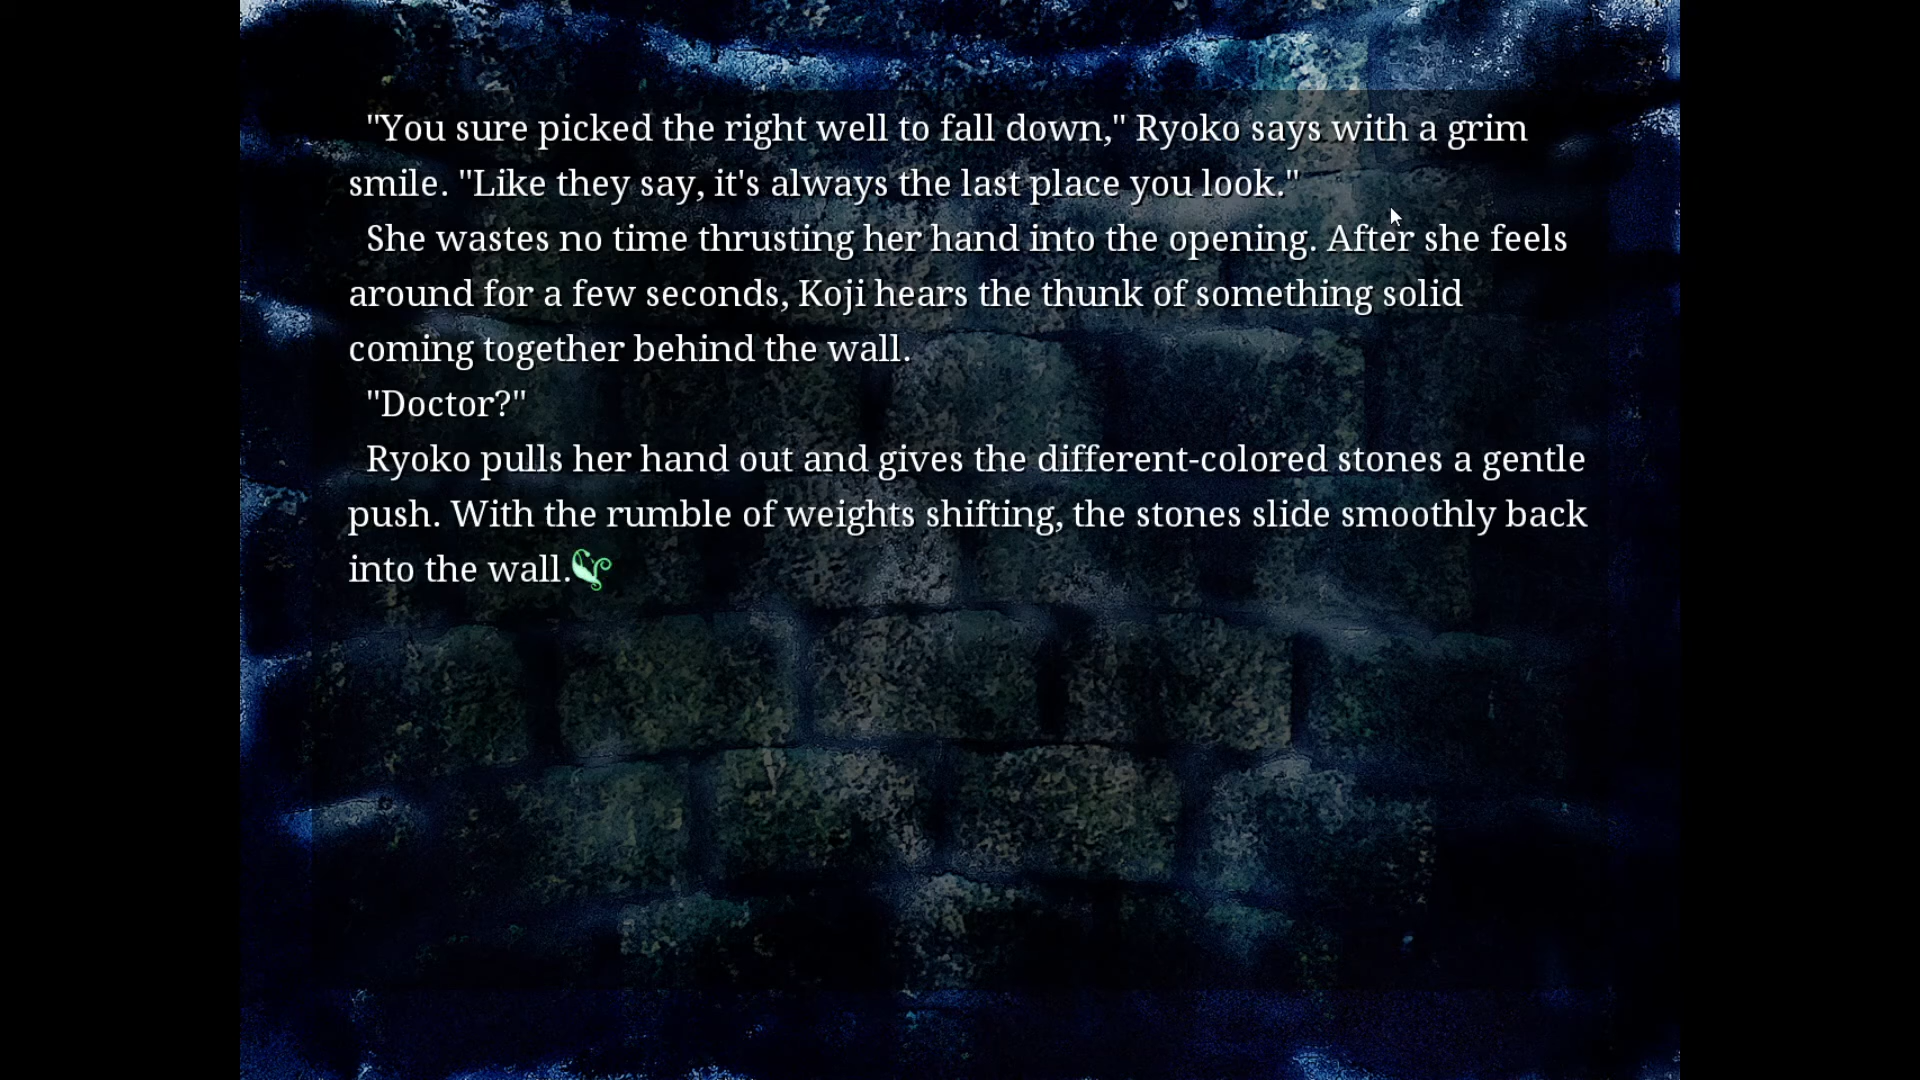 "You sure picked the right well to fall down," Ryoko says with a grim
smile. "Like they say, it's always the last place you look."
She wastes no time thrusting her hand into the opening. After she feels
around for a few seconds, Koji hears the thunk of something solid
coming together behind the wall.
"Doctor?"
Ryoko pulls her hand out and gives the different-colored stones a gentle
push. With the rumble of weights shifting, the stones slide smoothly back
into the wall.